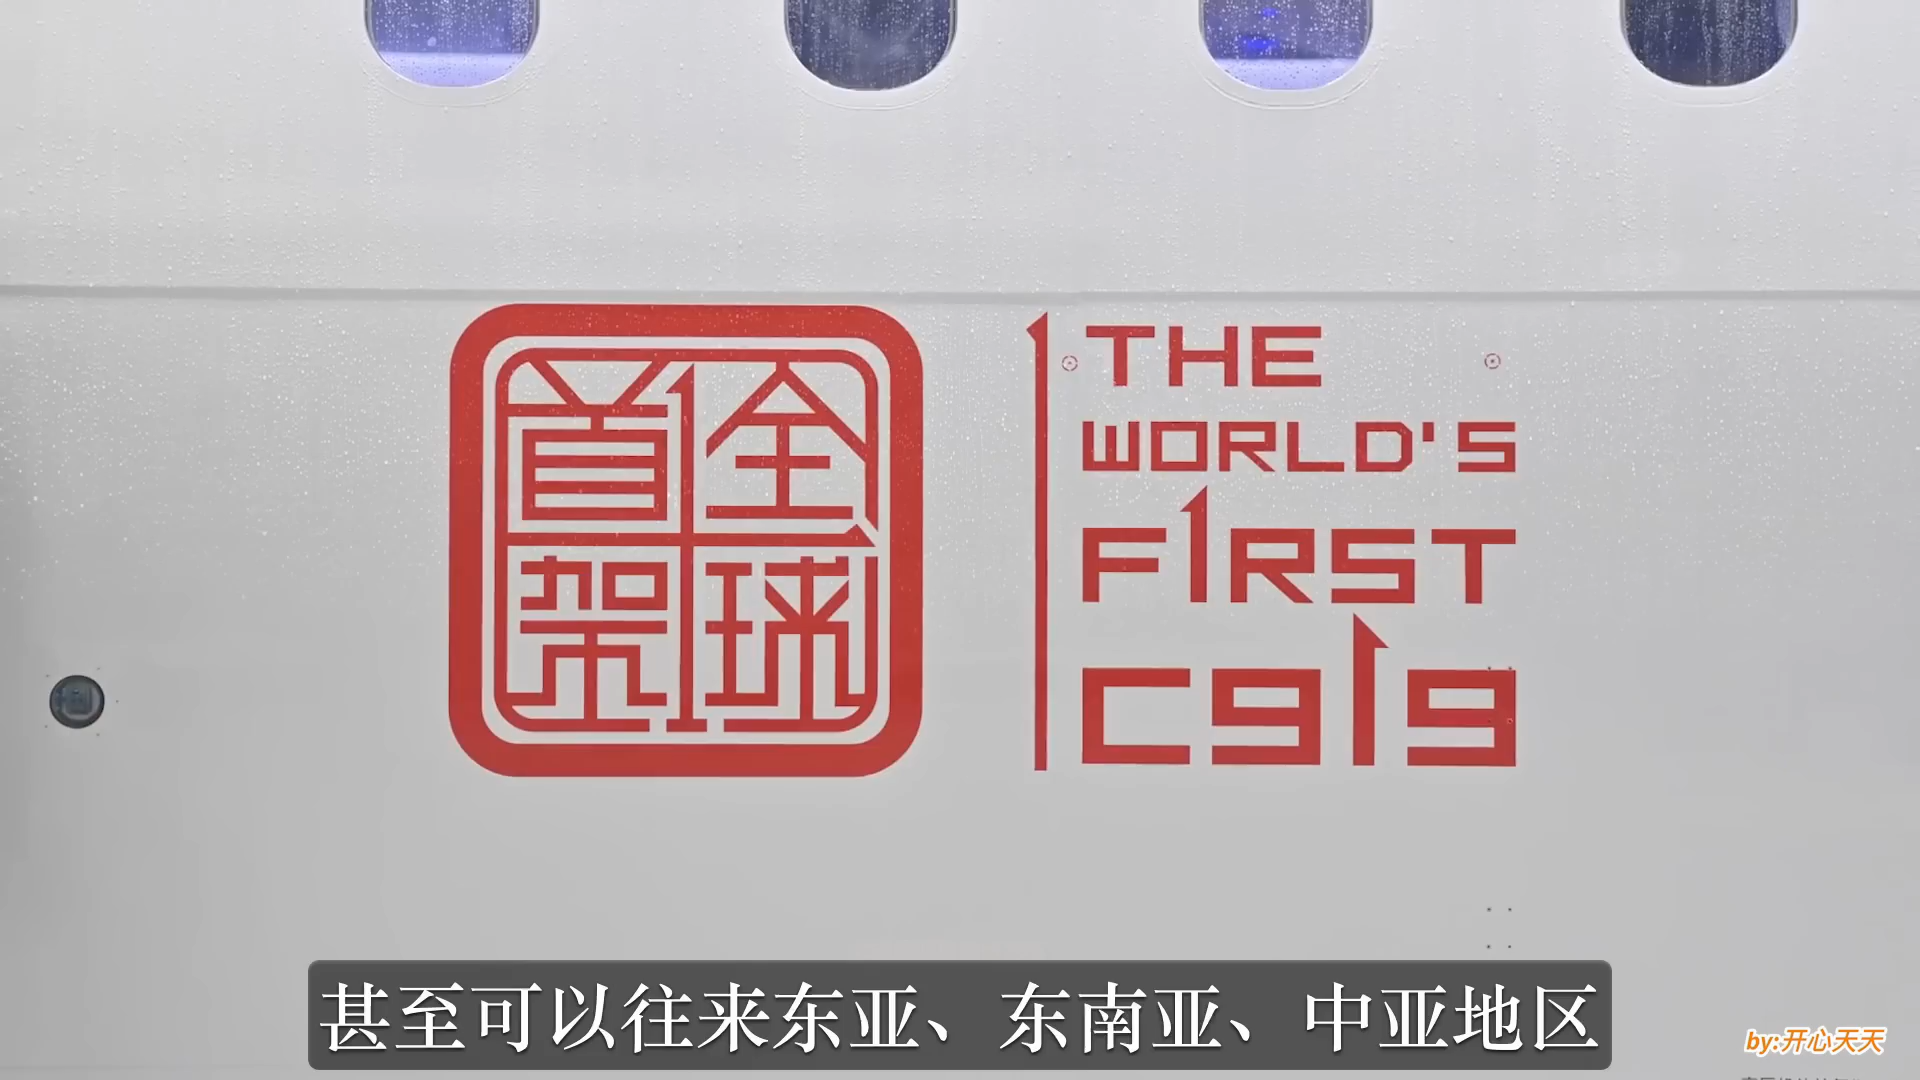 全球
首架
THE
WORLD'S
FIRST
C919
甚至可以往来东亚、东南亚、中亚地区
by:开心天天